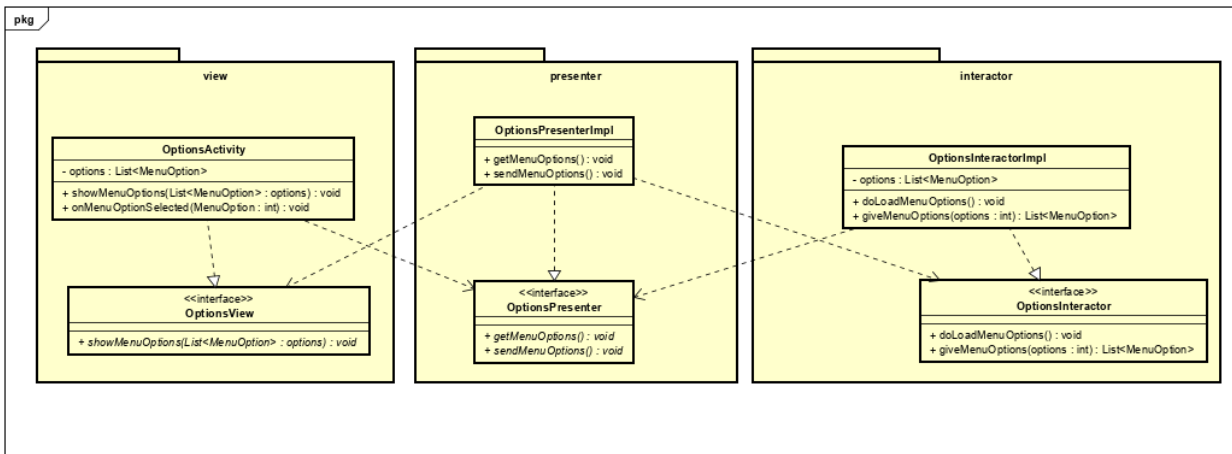 pkg
view
presenter
interactor
OptionsActivity
- options : List<MenuOption>
+ showMenuOptions(List<MenuOption> : options) : void
+ onMenuOptionSelected(MenuOption : int) : void
OptionsPresenterImpl
+ getMenuOptions() : void
+ sendMenuOptions() : void
OptionsInteractorImpl
- options : List<MenuOption>
+ doLoadMenuOptions() : void
+ giveMenuOptions(options : int) : List<MenuOption>
<<interface>>
OptionsView
+ showMenuOptions(List<MenuOption> : options) : void
<<interface>>
OptionsPresenter
+ getMenuOptions() : void
+ sendMenuOptions() : void
<<interface>>
OptionsInteractor
+ doLoadMenuOptions() : void
+ giveMenuOptions(options : int) : List<MenuOption>